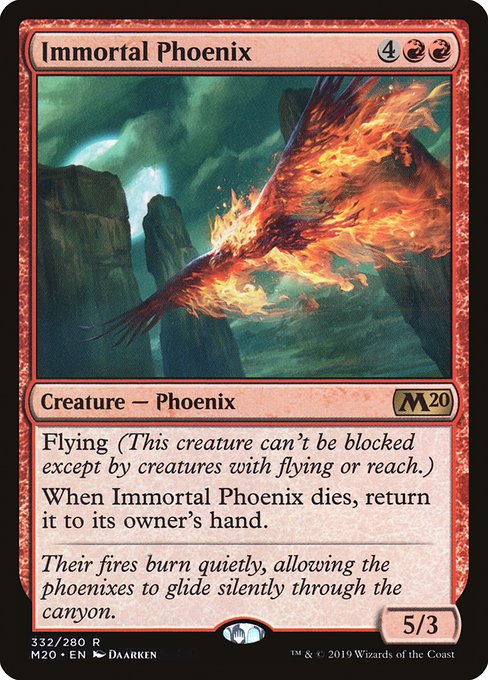 Immortal Phoenix 4
Creature — Phoenix M20
Flying (This creature can't be blocked
except by creatures with flying or reach.)
When Immortal Phoenix dies, return
it to its owner's hand.
Their fires burn quietly, allowing the
phoenixes to glide silently through the
canyon.
5/3
332/280 R
M20 • EN Daarken
™ & © 2019 Wizards of the Coast